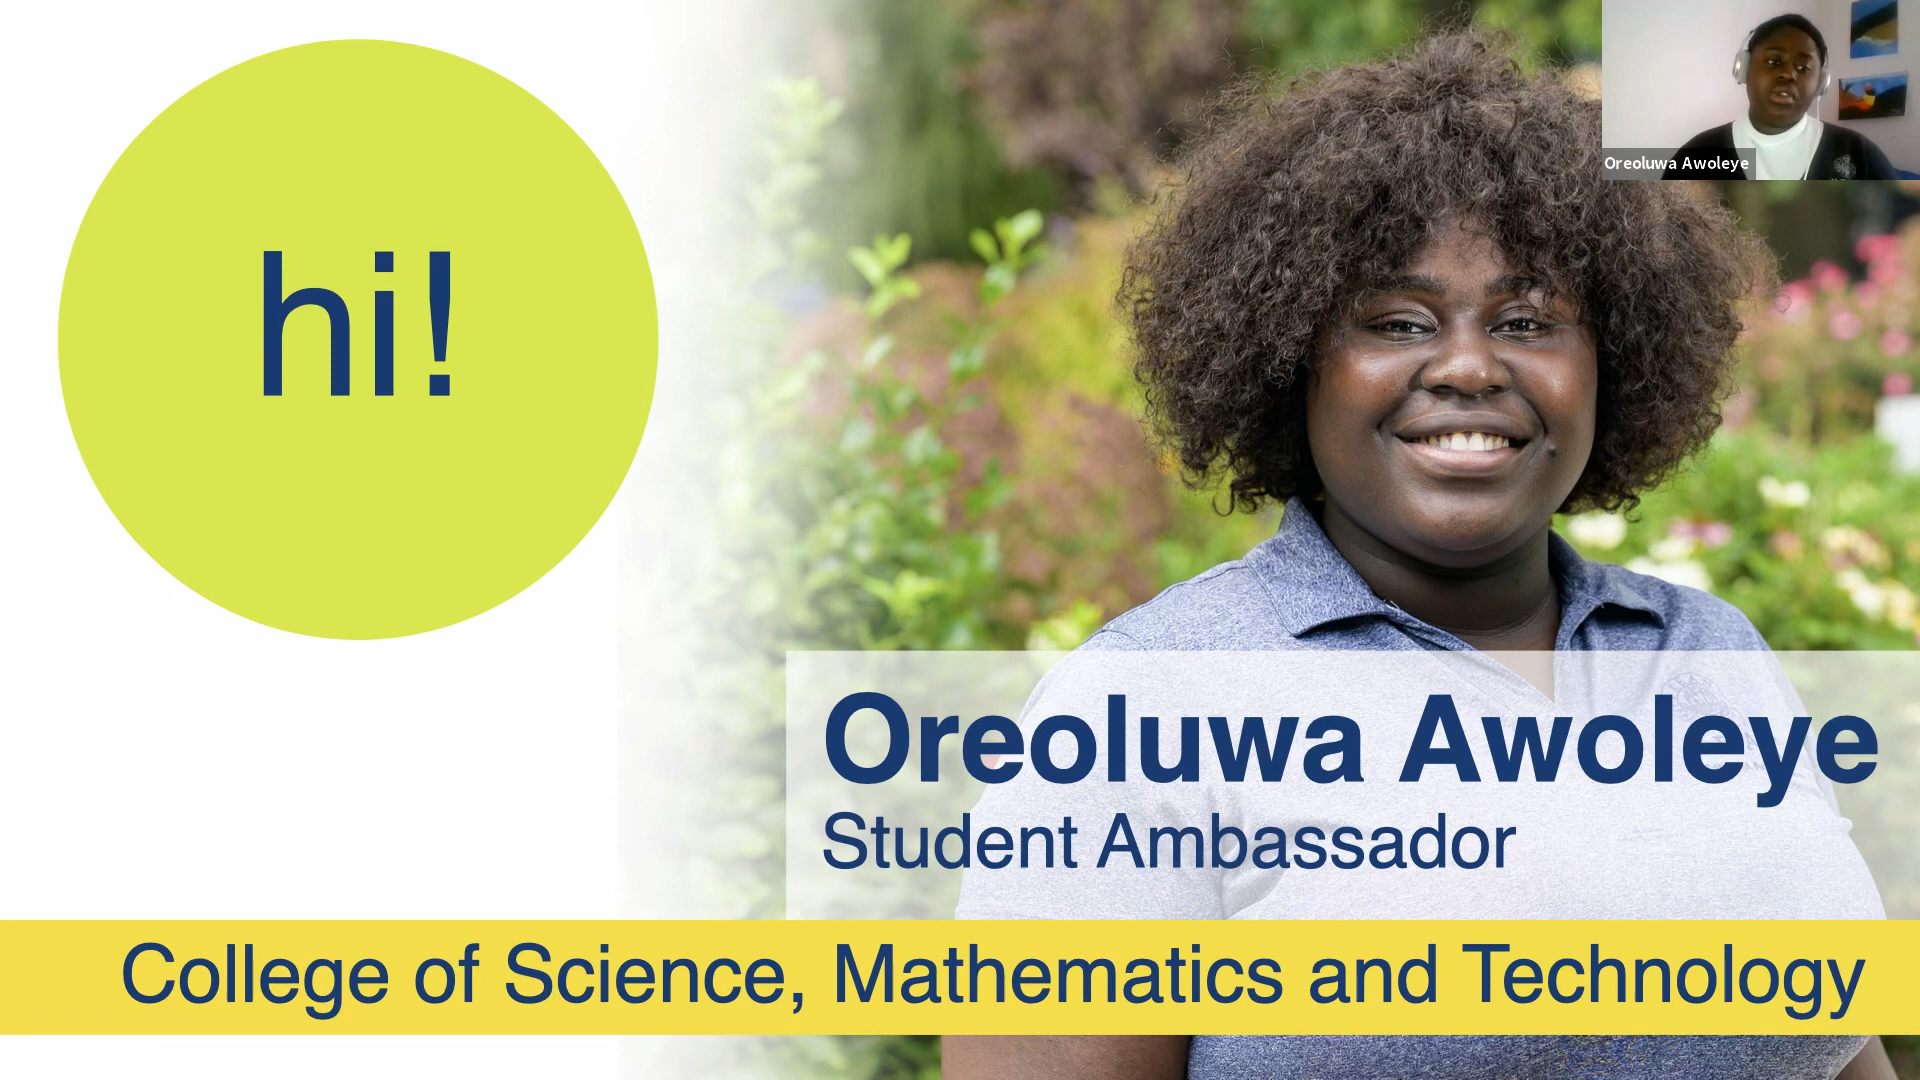 hi!
Oreoluwa Awoleye
Oreoluwa Awoleye
Student Ambassador
College of Science, Mathematics and Technology